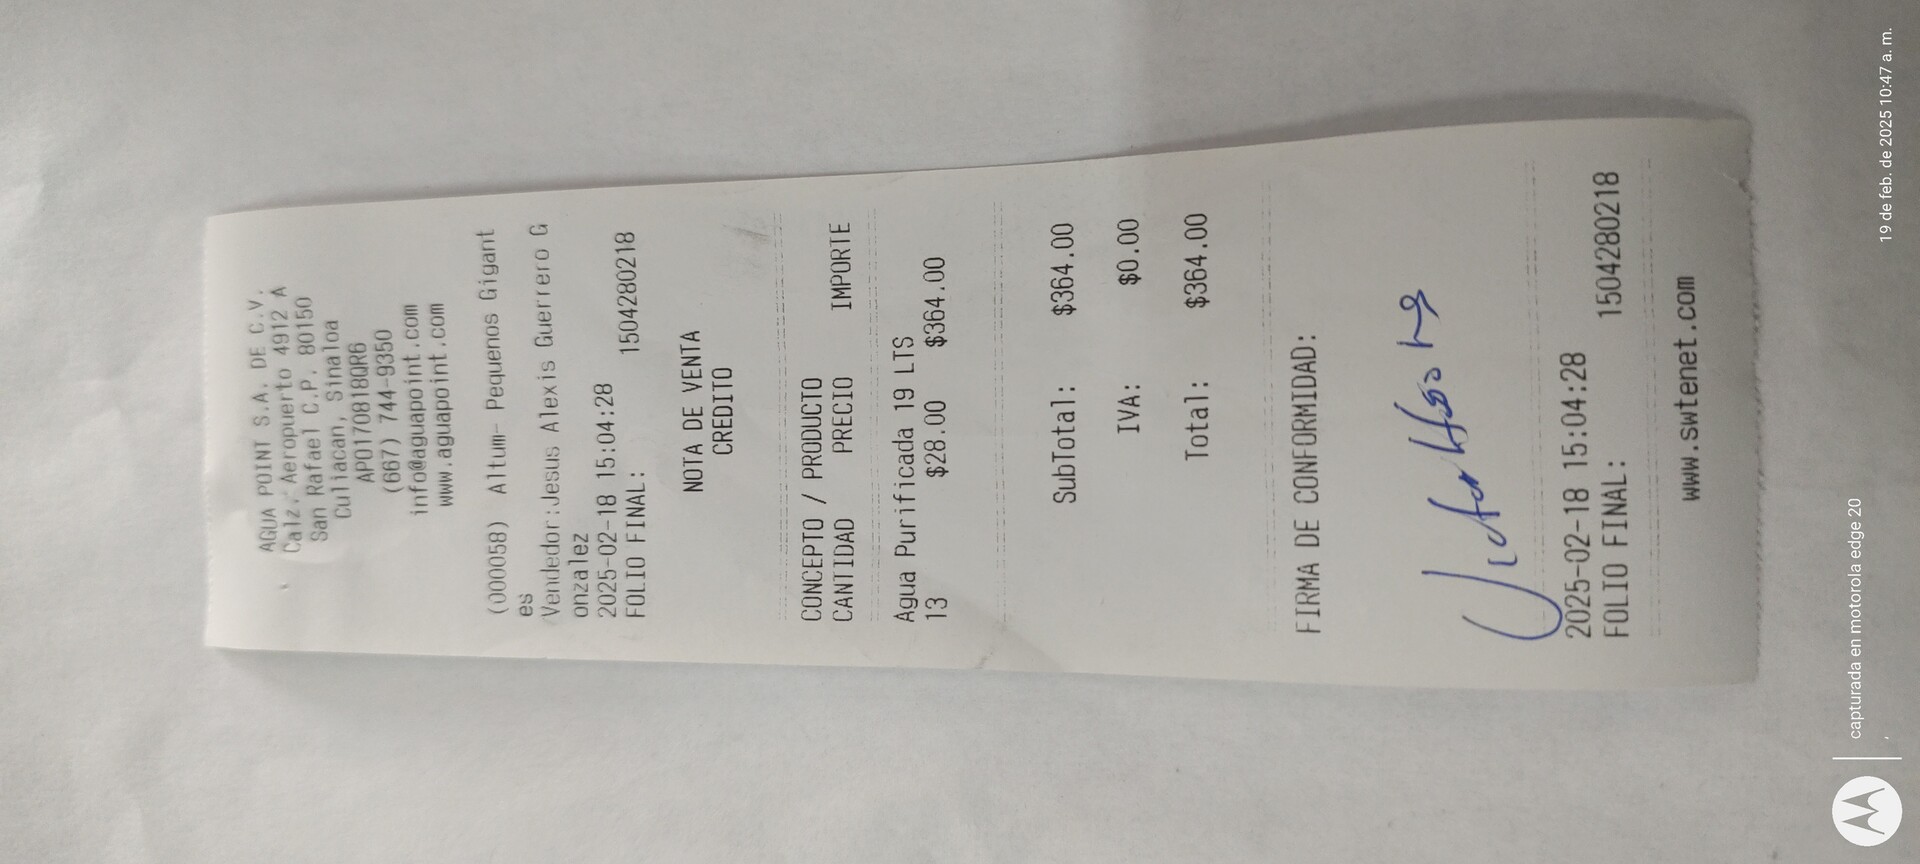 AGUA POINT S.A. DE C.V.
Calz. Aeropuerto 4912 A
San Rafael C.P. 80150
Culiacan, Sinaloa
APO170818QR6
(667) 744-9350
info@aguapoint.com
www.aguapoint.com
(000058) Altum- Pequenos Gigant
es
Vendedor:Jesus Alexis Guerrero G
onzalez
2025-02-18 15:04:28
FOLIO FINAL: 1504280218
NOTA DE VENTA
CREDITO
CONCEPTO / PRODUCTO
CANTIDAD PRECIO IMPORTE
Agua Purificada 19 LTS
13 $28.00 $364.00
SubTotal: $364.00
IVA: $0.00
Total: $364.00
FIRMA DE CONFORMIDAD:
2025-02-18 15:04:28
FOLIO FINAL: 1504280218
www.swtenet.com
capturada en motorola edge 20
19 de feb. de 2025 10:47 a. m.